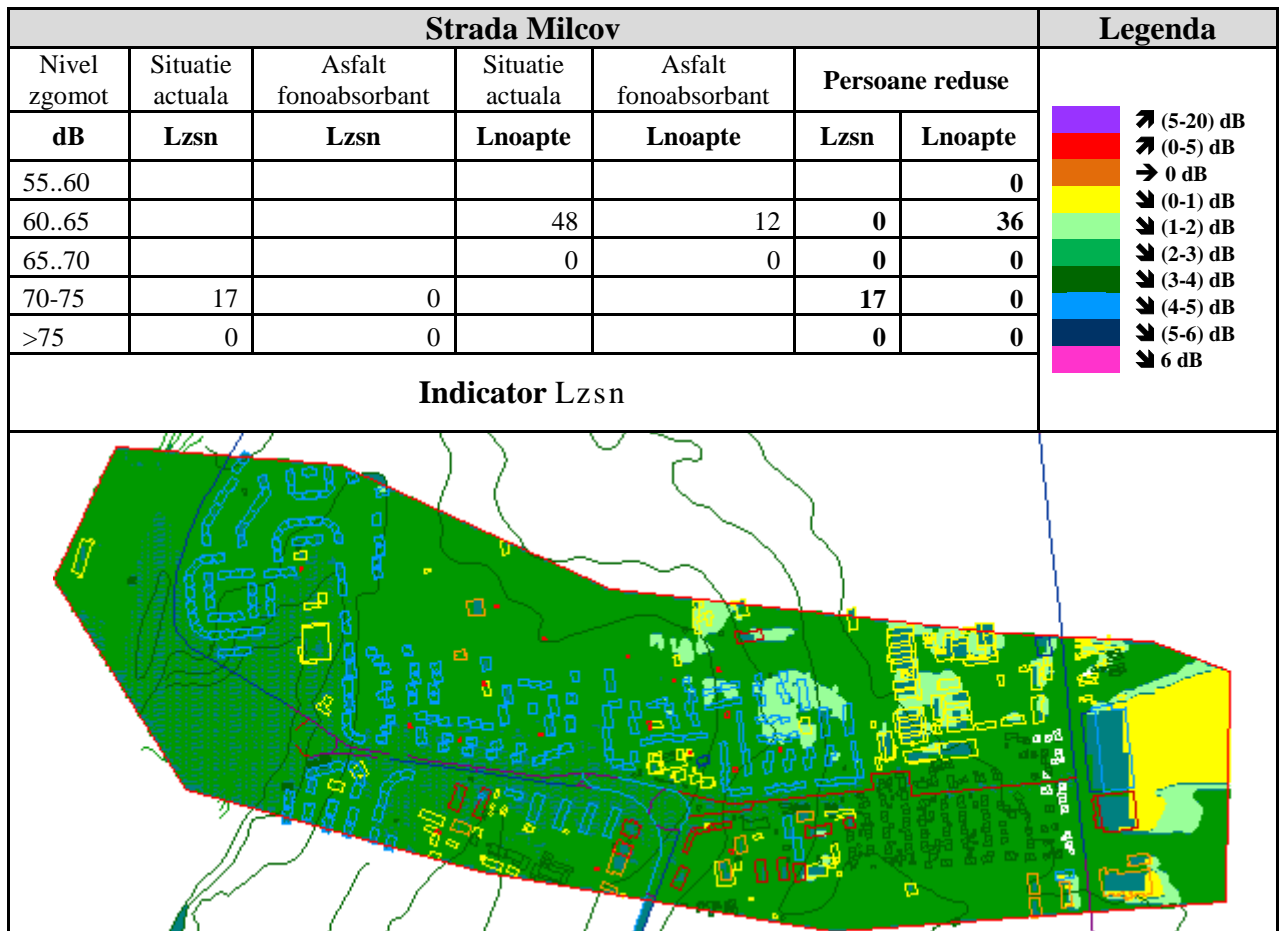 Strada Milcov
Legenda
Nivel zgomot
Situatie actuala
Asfalt fonoabsorbant
Situatie actuala
Asfalt fonoabsorbant
Persoane reduse
dB Lzsn Lzsn Lnoapte Lnoapte Lzsn Lnoapte
55..60 0
60..65 48 12 0 36
65..70 0 0 0 0
70-75 17 0 17 0
>75 0 0 0 0
🡽 (5-20) dB
🡽 (0-5) dB
➔ 0 dB
🡾 (0-1) dB
🡾 (1-2) dB
🡾 (2-3) dB
🡾 (3-4) dB
🡾 (4-5) dB
🡾 (5-6) dB
🡾 6 dB
Indicator Lzsn